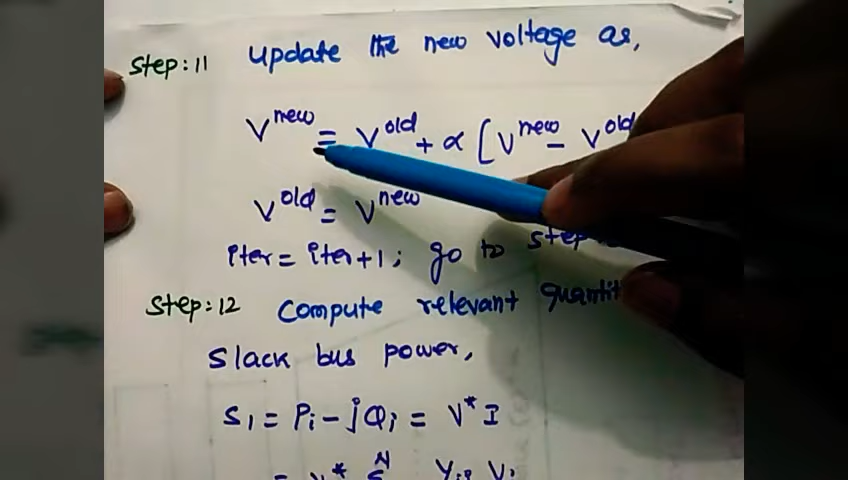 Step:11 Update the new voltage as,
V^new = V^old + α [V^new - V^old
V^old = V^new
iter = iter+1; go to step
Step:12 Compute relevant
Slack bus power,
S1 = Pi - jQi = V* I